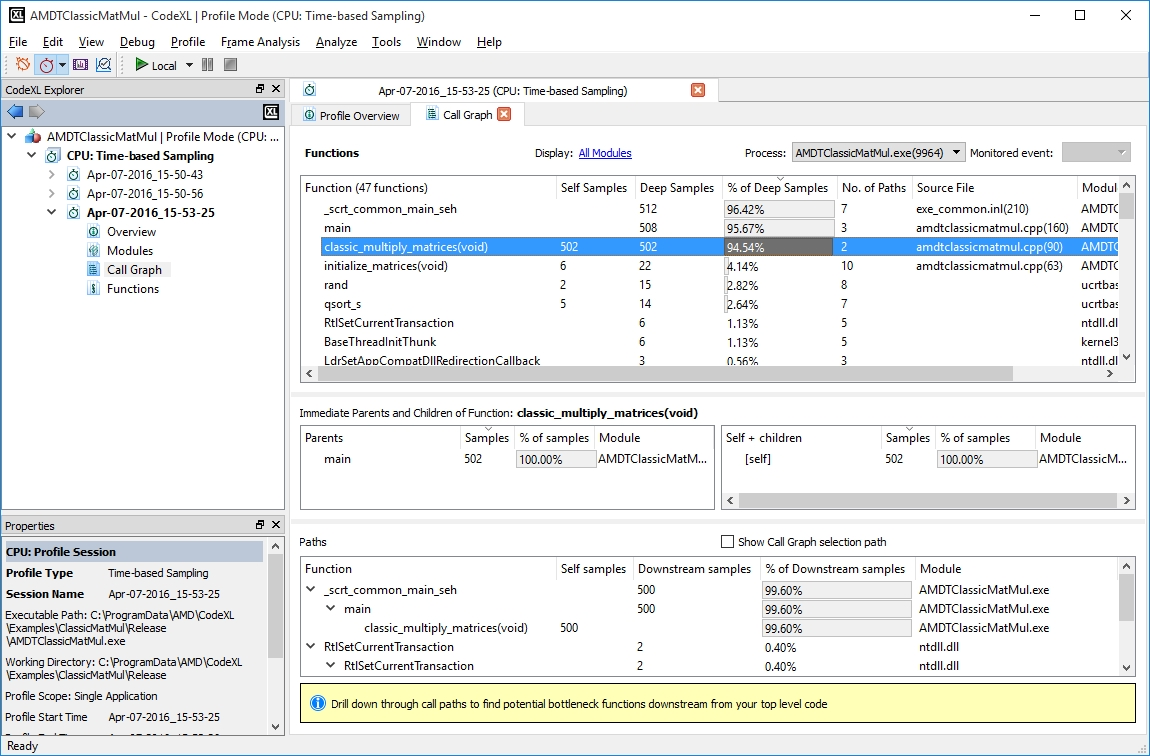 AMDTClassicMatMul - CodeXL | Profile Mode (CPU: Time-based Sampling)
File Edit View Debug Profile Frame Analysis Analyze Tools Window Help
Local
CodeXL Explorer
XL
AMDTClassicMatMul | Profile Mode (CPU: ...
CPU: Time-based Sampling
Apr-07-2016_15-50-43
Apr-07-2016_15-50-56
Apr-07-2016_15-53-25
Overview
Modules
Call Graph
Functions
Properties
CPU: Profile Session
Profile Type Time-based Sampling
Session Name Apr-07-2016_15-53-25
Executable Path: C:\ProgramData\AMD\CodeXL
\Examples\ClassicMatMul\Release
\AMDTClassicMatMul.exe
Working Directory: C:\ProgramData\AMD\CodeXL
\Examples\ClassicMatMul\Release
Profile Scope: Single Application
Profile Start Time Apr-07-2016_15-53-25
Apr-07-2016_15-53-25 (CPU: Time-based Sampling)
Profile Overview Call Graph
Functions Display: All Modules Process: AMDTClassicMatMul.exe(9964) Monitored event:
Function (47 functions) Self Samples Deep Samples % of Deep Samples No. of Paths Source File Modul
_scrt_common_main_seh 512 96.42% 7 exe_common.inl(210) AMDTC
main 508 95.67% 3 amdtclassicmatmul.cpp(160) AMDTC
classic_multiply_matrices(void) 502 502 94.54% 2 amdtclassicmatmul.cpp(90) AMDTC
initialize_matrices(void) 6 22 4.14% 10 amdtclassicmatmul.cpp(63) AMDTC
rand 2 15 2.82% 8 ucrtbas
qsort_s 5 14 2.64% 7 ucrtbas
RtlSetCurrentTransaction 6 1.13% 5 ntdll.dl
BaseThreadInitThunk 6 1.13% 5 kernel3
LdrSetAppCompatDllRedirectionCallback 3 0.56% 3 ntdll.dl
Immediate Parents and Children of Function: classic_multiply_matrices(void)
Parents Samples % of samples Module
main 502 100.00% AMDTClassicMatM...
Self + children Samples % of samples Module
[self] 502 100.00% AMDTClassicM...
Paths Show Call Graph selection path
Function Self samples Downstream samples % of Downstream samples Module
_scrt_common_main_seh 500 99.60% AMDTClassicMatMul.exe
main 500 99.60% AMDTClassicMatMul.exe
classic_multiply_matrices(void) 500 99.60% AMDTClassicMatMul.exe
RtlSetCurrentTransaction 2 0.40% ntdll.dll
RtlSetCurrentTransaction 2 0.40% ntdll.dll
Drill down through call paths to find potential bottleneck functions downstream from your top level code
Ready